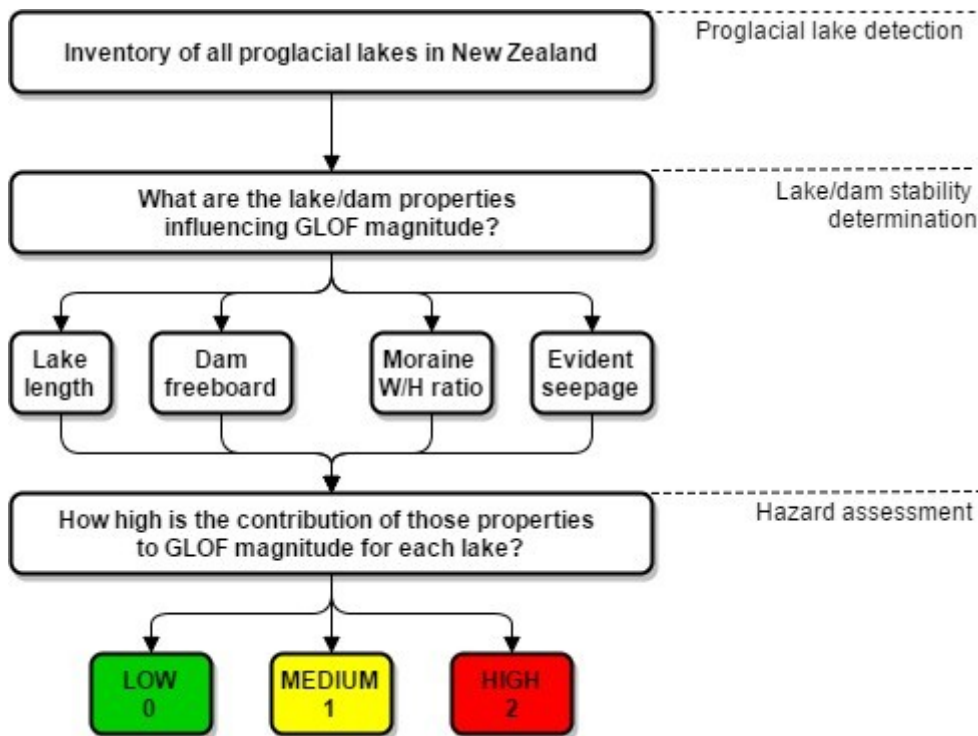 Inventory of all proglacial lakes in New Zealand
Proglacial lake detection
What are the lake/dam properties
influencing GLOF magnitude?
Lake/dam stability
determination
Lake
length
Dam
freeboard
Moraine
W/H ratio
Evident
seepage
How high is the contribution of those properties
to GLOF magnitude for each lake?
Hazard assessment
LOW
0
MEDIUM
1
HIGH
2